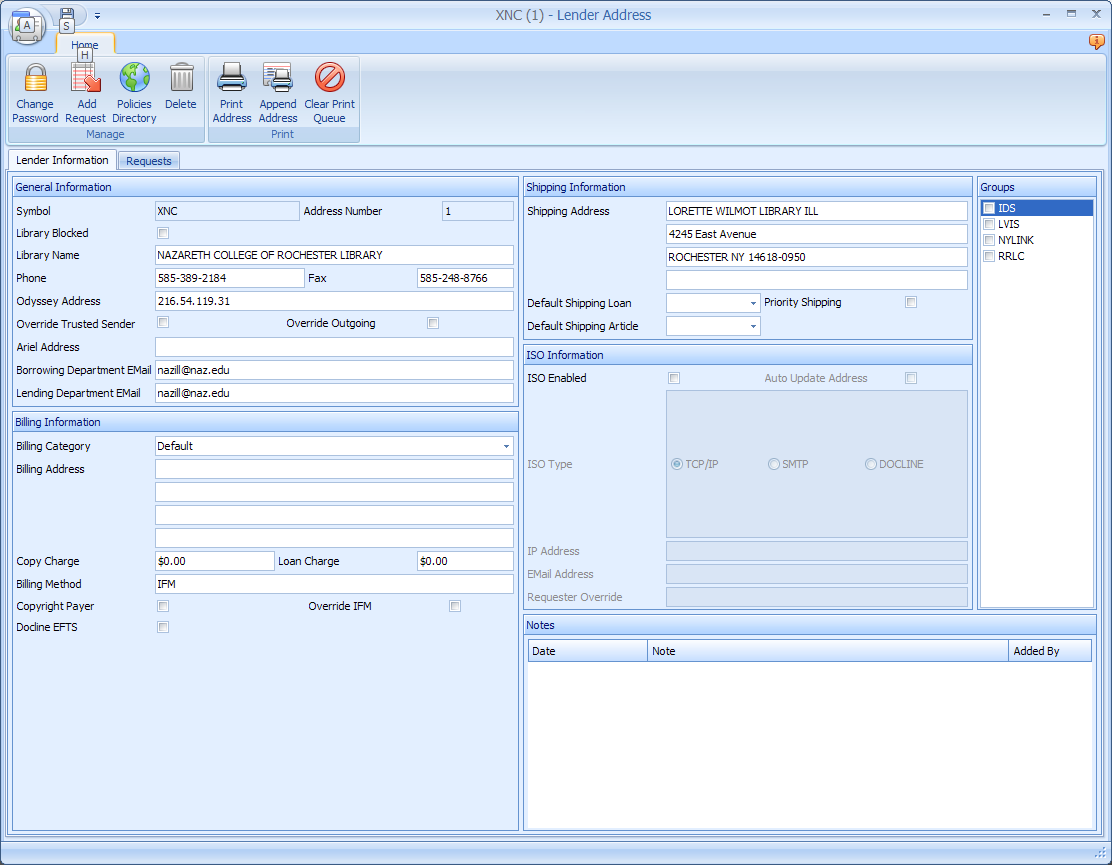 XNC (1) - Lender Address
A
S
Home
H
Change Password
Add Request
Policies Directory
Delete
Manage
Print Address
Append Address
Clear Print Queue
Print
Lender Information
Requests
General Information
Symbol XNC Address Number 1
Library Blocked
Library Name NAZARETH COLLEGE OF ROCHESTER LIBRARY
Phone 585-389-2184 Fax 585-248-8766
Odyssey Address 216.54.119.31
Override Trusted Sender Override Outgoing
Ariel Address
Borrowing Department EMail nazill@naz.edu
Lending Department EMail nazill@naz.edu
Billing Information
Billing Category Default
Billing Address
Copy Charge $0.00 Loan Charge $0.00
Billing Method IFM
Copyright Payer Override IFM
Docline EFTS
Shipping Information
Shipping Address LORETTE WILMOT LIBRARY ILL
4245 East Avenue
ROCHESTER NY 14618-0950
Default Shipping Loan Priority Shipping
Default Shipping Article
ISO Information
ISO Enabled Auto Update Address
ISO Type TCP/IP SMTP DOCLINE
IP Address
EMail Address
Requester Override
Groups
IDS
LVIS
NYLINK
RRLC
Notes
Date Note Added By